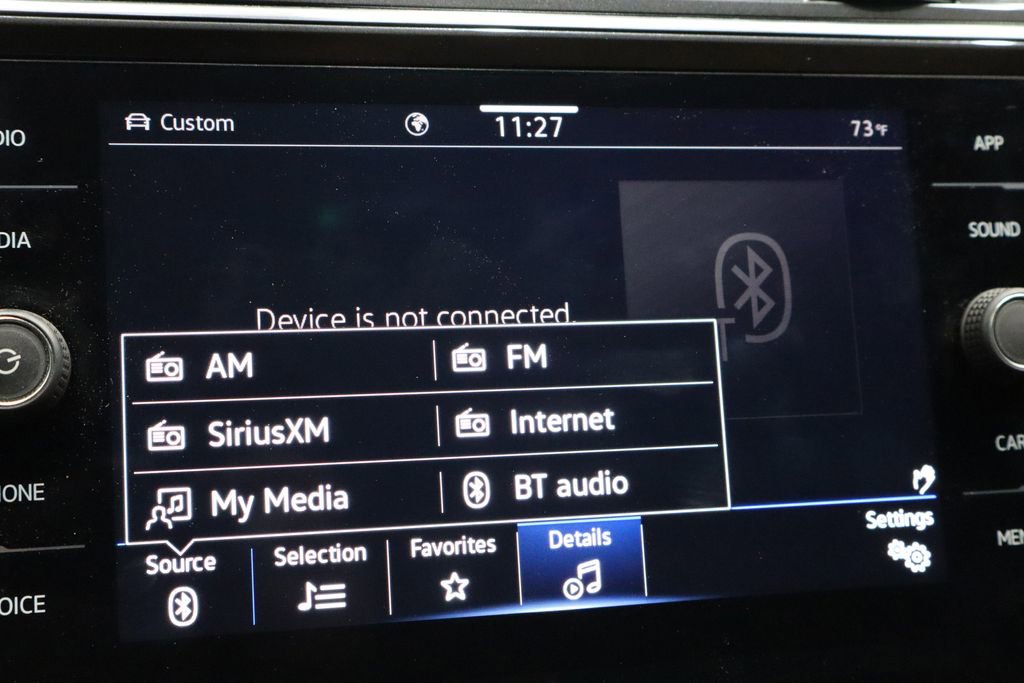 Custom
11:27
73°F
APP
SOUND
Device is not connected.
AM
FM
SiriusXM
Internet
My Media
BT audio
Source
Selection
Favorites
Details
Settings